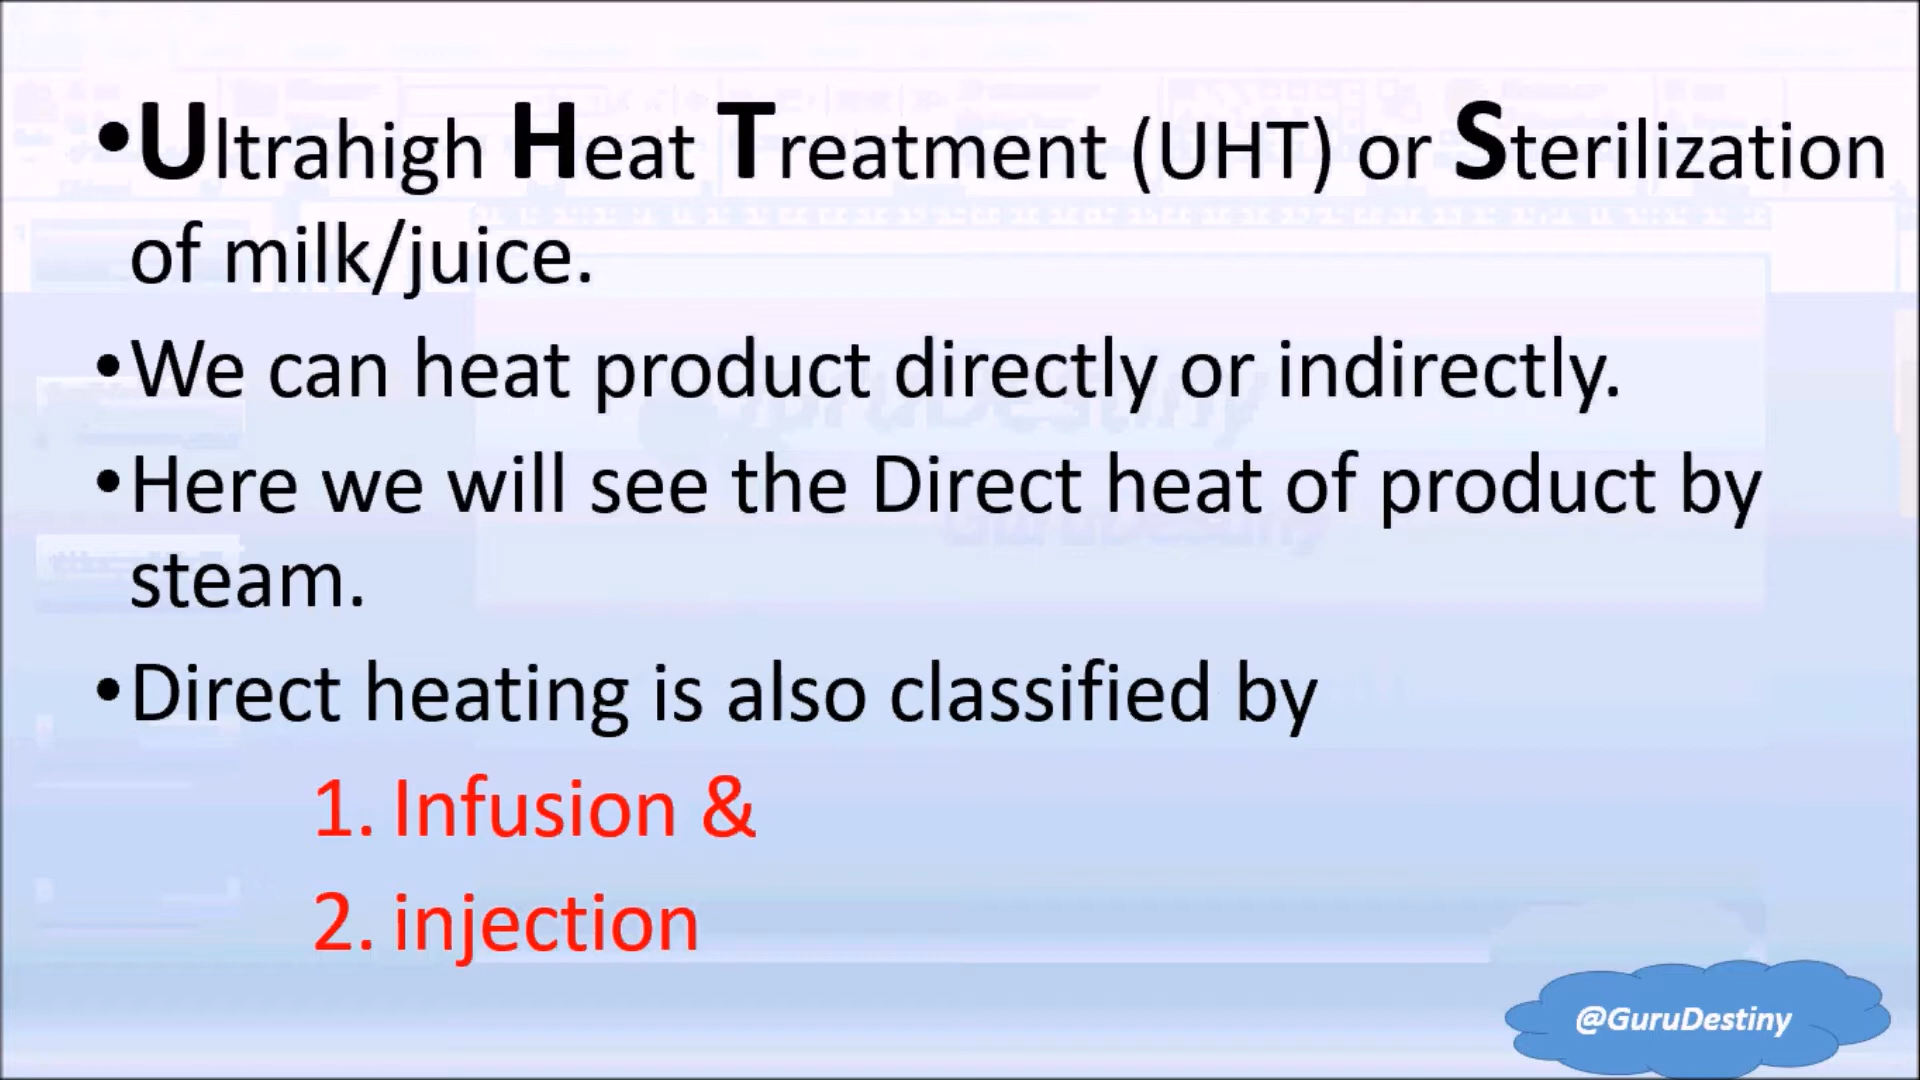 •Ultrahigh Heat Treatment (UHT) or Sterilization
of milk/juice.
•We can heat product directly or indirectly.
•Here we will see the Direct heat of product by
steam.
•Direct heating is also classified by
1. Infusion &
2. injection
@GuruDestiny